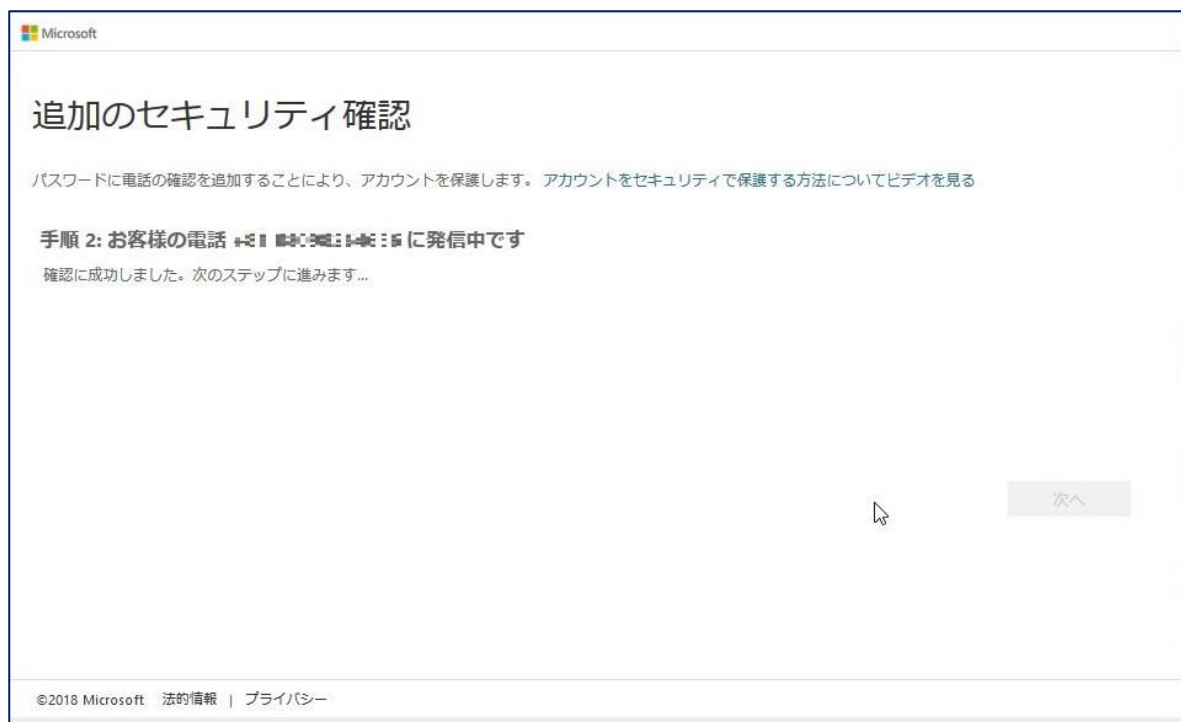 Microsoft
追加のセキュリティ確認
パスワードに電話の確認を追加することにより、アカウントを保護します。 アカウントをセキュリティで保護する方法についてビデオを見る
手順 2: お客様の電話 に発信中です
確認に成功しました。次のステップに進みます...
次へ
©2018 Microsoft 法的情報 | プライバシー